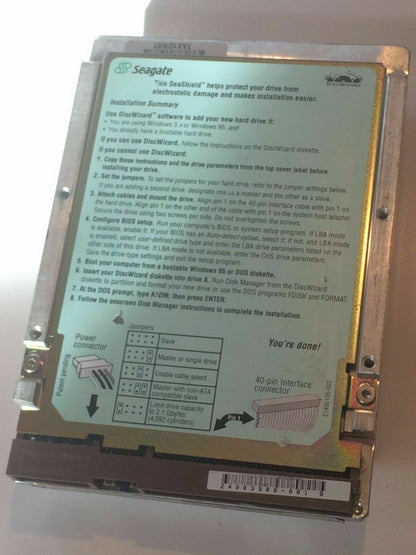 7AX1DNGT
Seagate
DISCWIZARD
This SeaShield™ helps protect your drive from
electrostatic damage and makes installation easier.
Installation Summary
Use DiscWizard™ software to add your new hard drive if:
• You are using Windows 3.x or Windows 95, and
• You already have a bootable hard drive.
If you can use DiscWizard, follow the instructions on the DiscWizard diskette.
If you cannot use DiscWizard:
1. Copy these instructions and the drive parameters from the top cover label before
installing your drive.
2. Set the jumpers. To set the jumpers for your hard drive, refer to the jumper settings below.
If you are adding a second drive, designate one as a master and the other as a slave.
3. Attach cables and mount the drive. Align pin 1 on the 40-pin interface cable with pin 1 on
the hard drive. Align pin 1 on the other end of the cable with pin 1 on the system host adapter.
Secure the drive using two screws per side. Do not overtighten the screws.
4. Configure BIOS setup. Run your computer's BIOS or system setup program. If LBA mode
is available, enable it. If your BIOS has an Auto-detect option, select it; if not, and LBA mode
is enabled, select user-defined drive type and enter the LBA drive parameters listed on the
other side of this drive. If LBA mode is not available, enter the CHS drive parameters.
Save the drive-type settings and exit the setup program.
5. Boot your computer from a bootable Windows 95 or DOS diskette.
6. Insert your DiscWizard diskette into drive A. Run Disk Manager from the DiscWizard
diskette to partition and format your new drive or use the DOS programs FDISK and FORMAT.
7. At the DOS prompt, type A:\DM; then press ENTER.
8. Follow the onscreen Disk Manager instructions to complete the installation.
You're done!
Jumpers
Slave
Master or single drive
Enable cable select
Master with non-ATA
compatible slave
Limit drive capacity
to 2.1 Gbytes
(4,092 cylinders)
Power
connector
Patent pending
40-pin Interface
connector
Pin 1
21400105-002
24003900-001 B